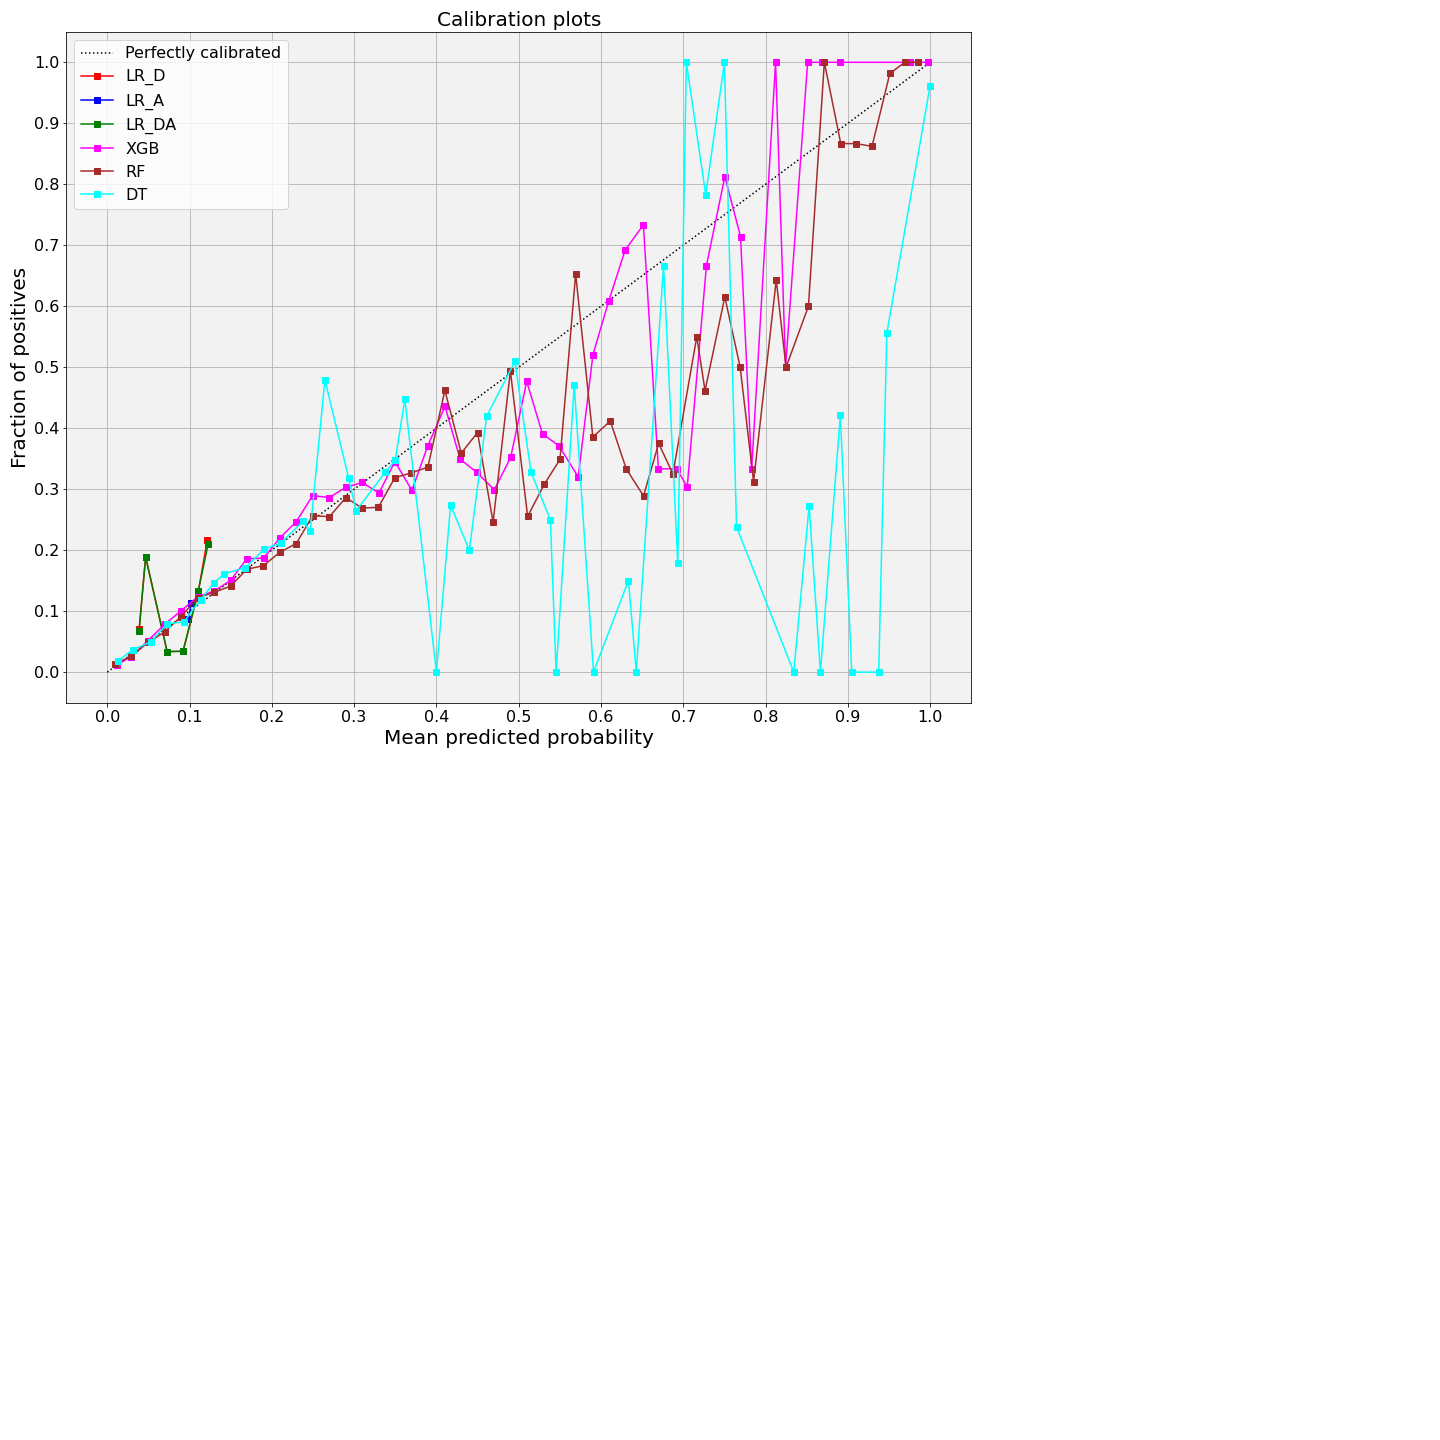 Calibration plots
Perfectly calibrated
LR_D
LR_A
LR_DA
XGB
RF
DT
1.0
0.9
0.8
0.7
0.6
0.5
0.4
0.3
0.2
0.1
0.0
Fraction of positives
0.0 0.1 0.2 0.3 0.4 0.5 0.6 0.7 0.8 0.9 1.0
Mean predicted probability